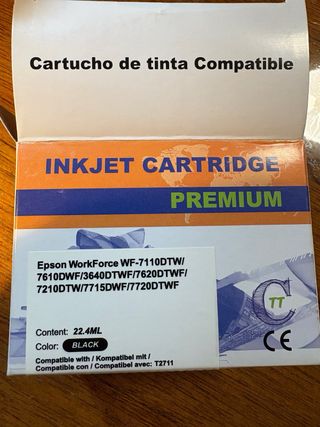 Cartucho de tinta Compatible
INKJET CARTRIDGE
PREMIUM
Epson WorkForce WF-7110DTW/
7610DWF/3640DTWF/7620DTWF/
7210DTW/7715DWF/7720DTWF
C TT
Content: 22.4ML
Color: BLACK
CE
Compatible with / Kompatibel mit /
Compatible con / Compatibel avec: T2711